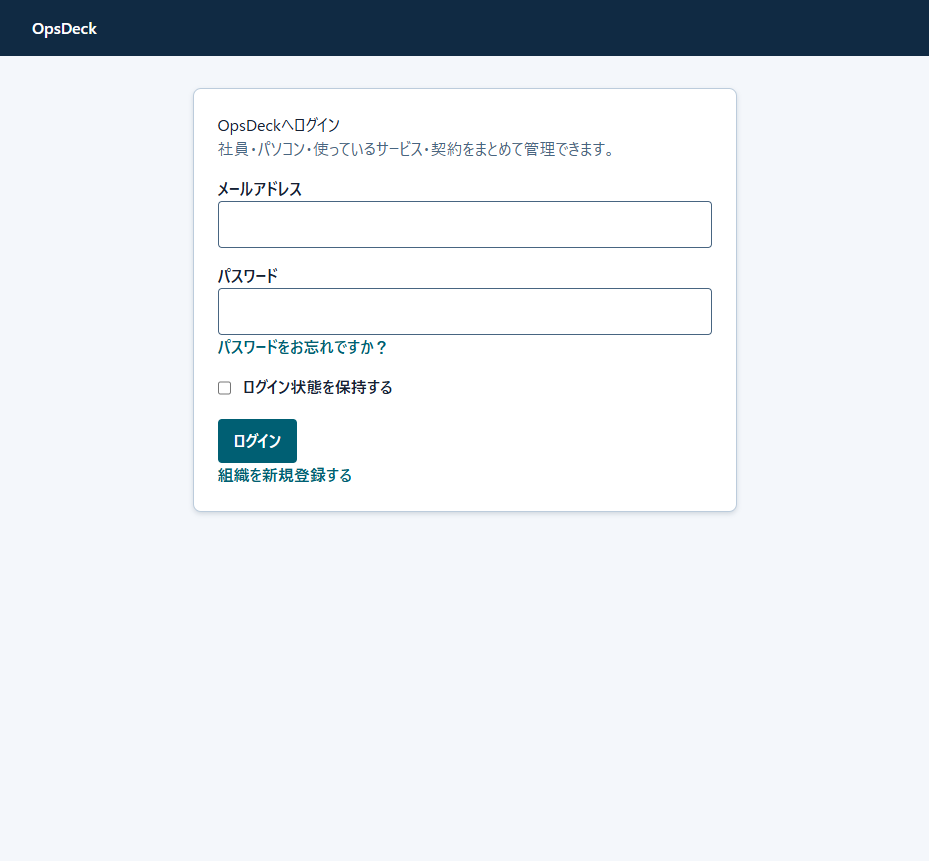 OpsDeck
OpsDeckへログイン
社員・パソコン・使っているサービス・契約をまとめて管理できます。
メールアドレス
パスワード
パスワードをお忘れですか？
ログイン状態を保持する
ログイン
組織を新規登録する